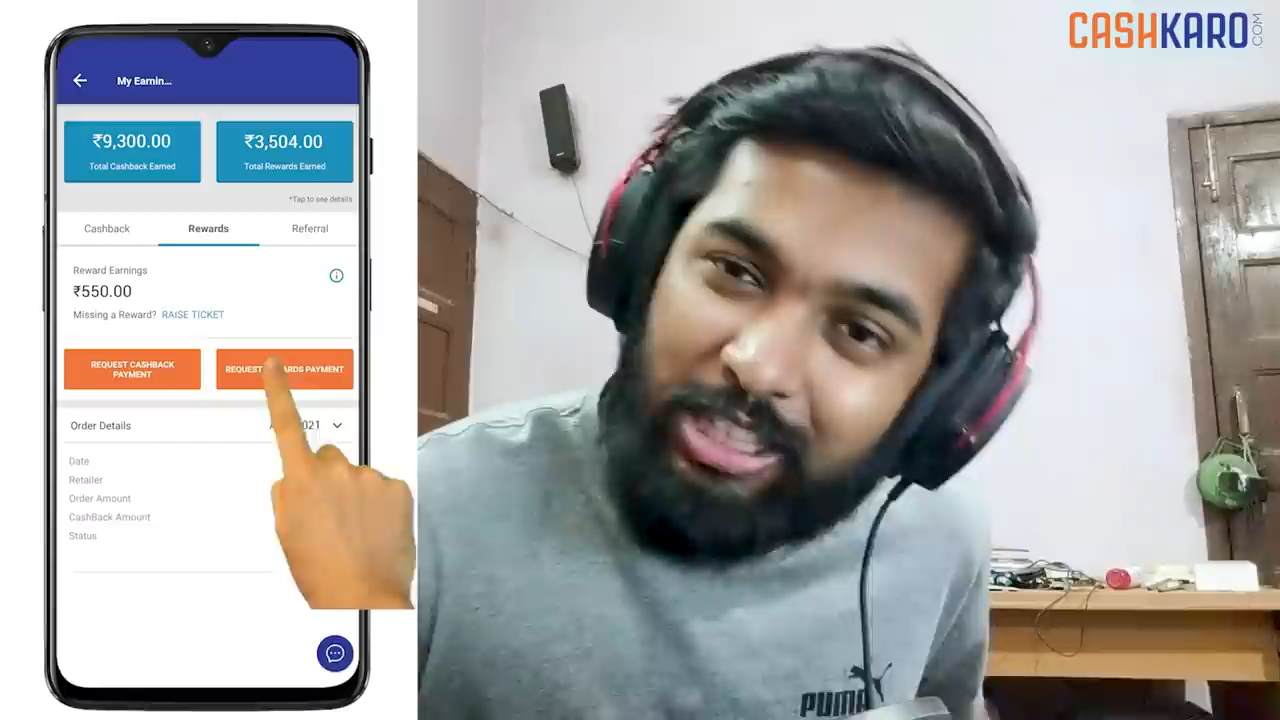 CASHKARO.COM
My Earnin...
₹9,300.00
Total Cashback Earned
₹3,504.00
Total Rewards Earned
*Tap to see details
Cashback
Rewards
Referral
Reward Earnings
₹550.00
Missing a Reward? RAISE TICKET
REQUEST CASHBACK
PAYMENT
REQUEST PAYMENT
Order Details
Date
Retailer
Order Amount
CashBack Amount
Status
PUMA